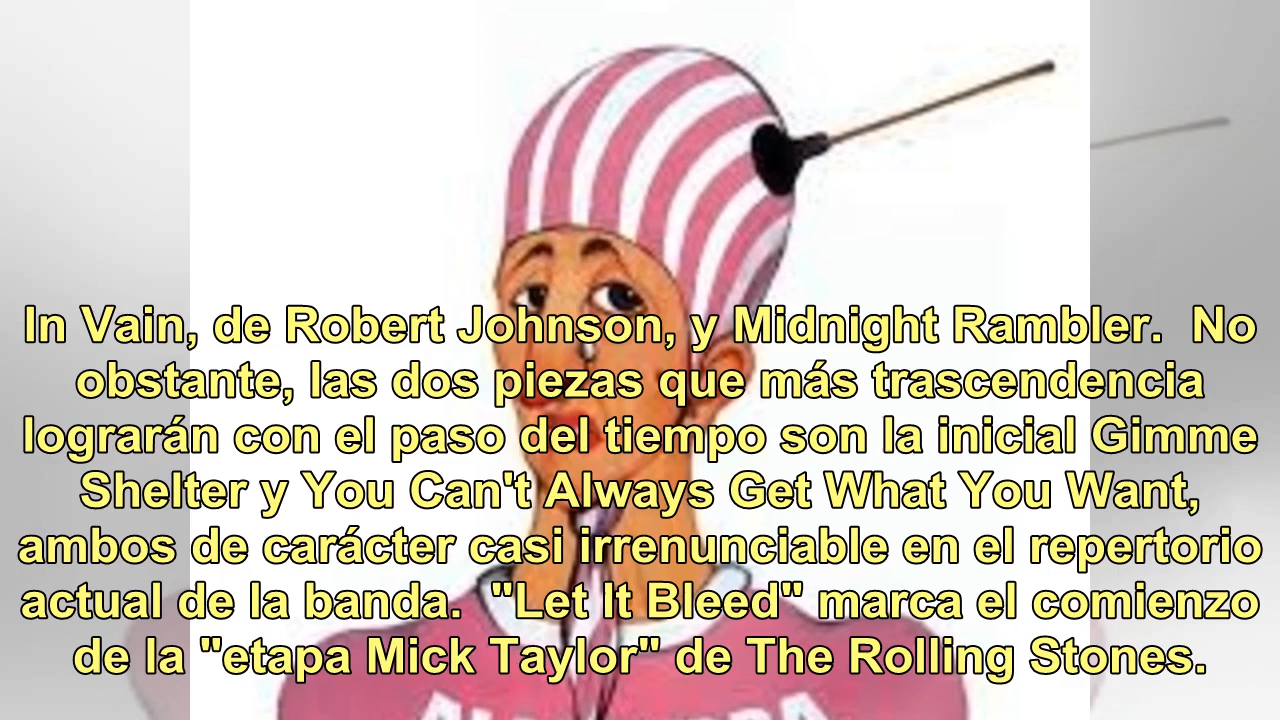 In Vain, de Robert Johnson, y Midnight Rambler.  No
obstante, las dos piezas que más trascendencia
lograrán con el paso del tiempo son la inicial Gimme
Shelter y You Can't Always Get What You Want,
ambos de carácter casi irrenunciable en el repertorio
actual de la banda.  "Let It Bleed" marca el comienzo
de la "etapa Mick Taylor" de The Rolling Stones.